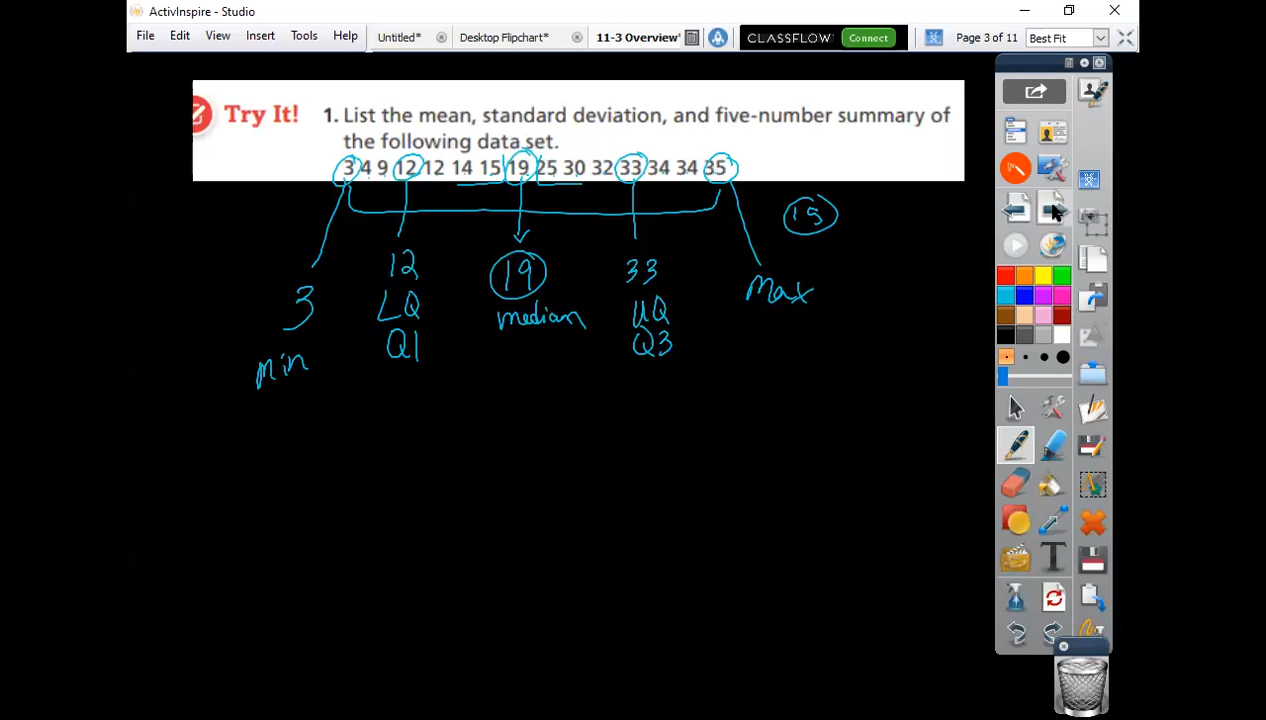 ActivInspire - Studio
File Edit View Insert Tools Help Untitled* Desktop Flipchart* 11-3 Overview* CLASSFLOW Connect Page 3 of 11 Best Fit
Try It! 1. List the mean, standard deviation, and five-number summary of
the following data set.
3 4 9 12 12 14 15 19 25 30 32 33 34 34 35
15
12 19 33
3 LQ median UQ Max
Q1 Q3
Min
T